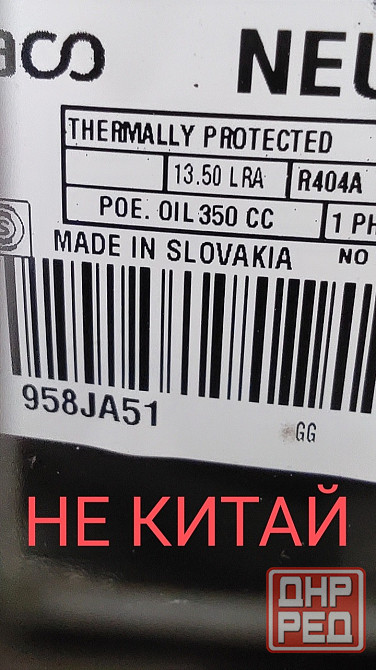 aco
NEU
THERMALLY PROTECTED
13.50 LRA
R404A
POE. OIL 350 CC
1 PH
MADE IN SLOVAKIA
NO
S
958JA51
GG
НЕ КИТАЙ
ДНР
РЕД